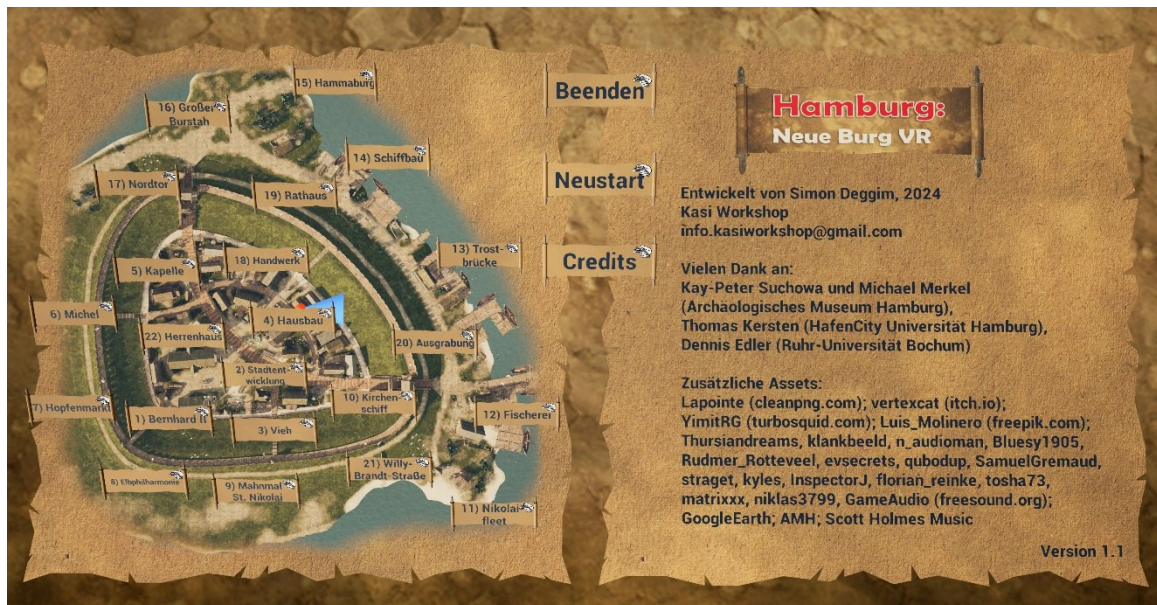 15) Hammaburg
16) Großer
Burstah
14) Schiffbau
17) Nordtor
19) Rathaus
13) Trost-
brücke
18) Handwerk
5) Kapelle
6) Michel
4) Hausbau
22) Herrenhaus
20) Ausgrabung
2) Stadtent-
wicklung
10) Kirchen-
schiff
7) Hopfenmarkt
1) Bernhard II
12) Fischerei
3) Vieh
21) Willy-
Brandt-Straße
8) Elbphilharmonie
9) Mahnmal
St. Nikolai
11) Nikolai-
fleet
Beenden
Neustart
Credits
Hamburg:
Neue Burg VR
Entwickelt von Simon Deggim, 2024
Kasi Workshop
info.kasiworkshop@gmail.com
Vielen Dank an:
Kay-Peter Suchowa und Michael Merkel
(Archäologisches Museum Hamburg),
Thomas Kersten (HafenCity Universität Hamburg),
Dennis Edler (Ruhr-Universität Bochum)
Zusätzliche Assets:
Lapointe (cleanpng.com); vertexcat (itch.io);
YimitRG (turbosquid.com); Luis_Molinero (freepik.com);
Thursiandreams, klankbeeld, n_audioman, Bluesy1905,
Rudmer_Rotteveel, evsecrets, qubodup, SamuelGremaud,
straget, kyles, InspectorJ, florian_reinke, tosha73,
matrixxx, niklas3799, GameAudio (freesound.org);
GoogleEarth; AMH; Scott Holmes Music
Version 1.1